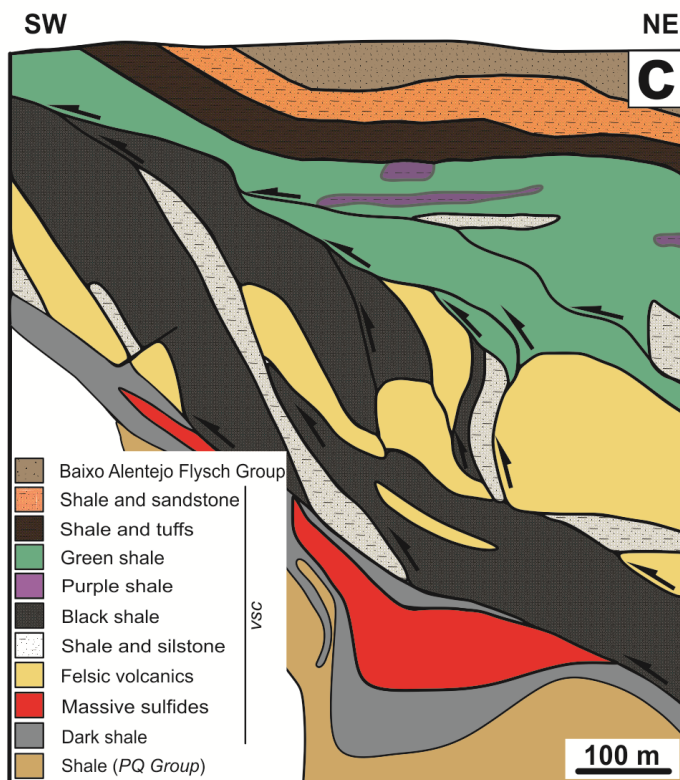 SW
NE
C
Baixo Alentejo Flysch Group
Shale and sandstone
Shale and tuffs
Green shale
Purple shale
Black shale
Shale and silstone
Felsic volcanics
Massive sulfides
Dark shale
Shale (PQ Group)
VSC
100 m